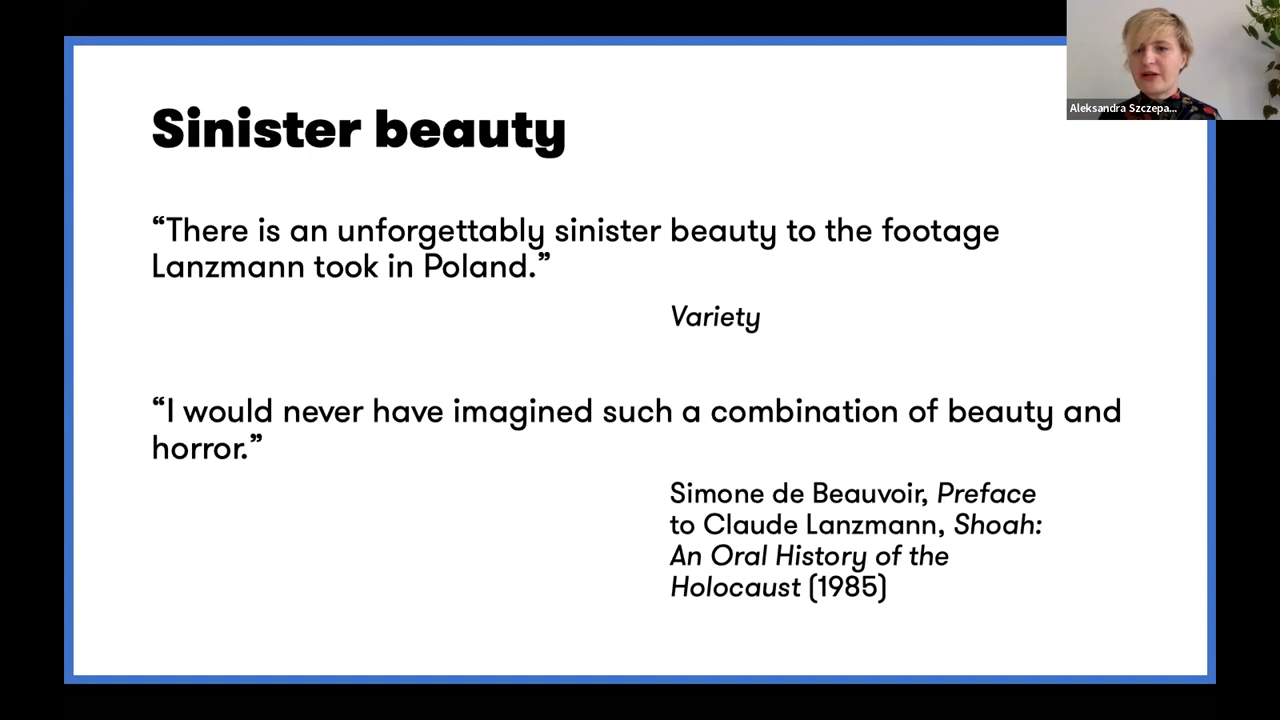 Sinister beauty
“There is an unforgettably sinister beauty to the footage
Lanzmann took in Poland.”
Variety
“I would never have imagined such a combination of beauty and
horror.”
Simone de Beauvoir, Preface
to Claude Lanzmann, Shoah:
An Oral History of the
Holocaust (1985)
Aleksandra Szczepa...